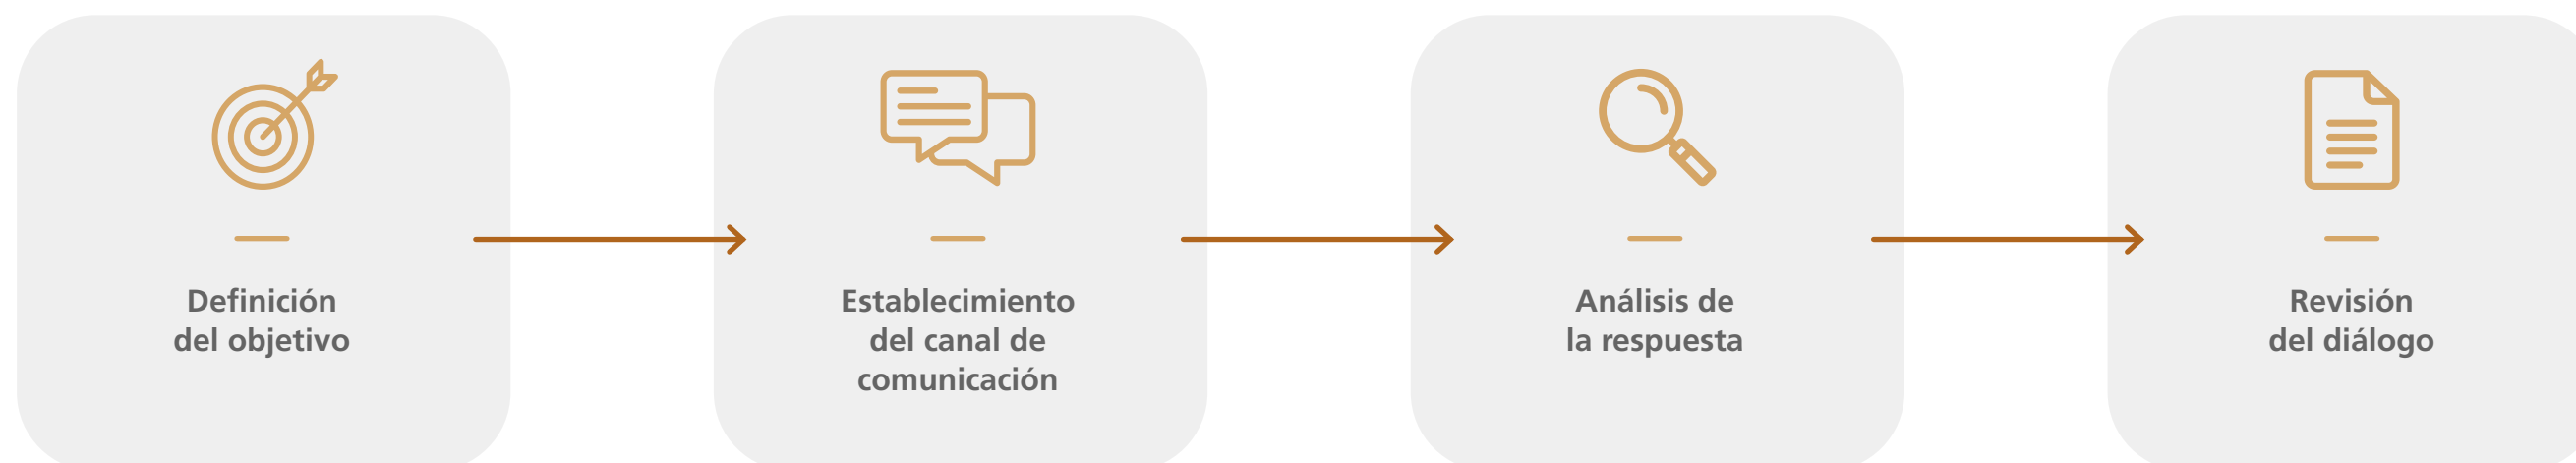 Definición
del objetivo
Establecimiento
del canal de
comunicación
Análisis de
la respuesta
Revisión
del diálogo